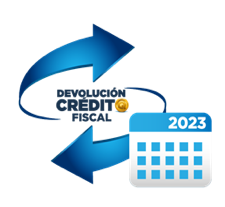 DEVOLUCIÓN
CRÉDITO
FISCAL
2023